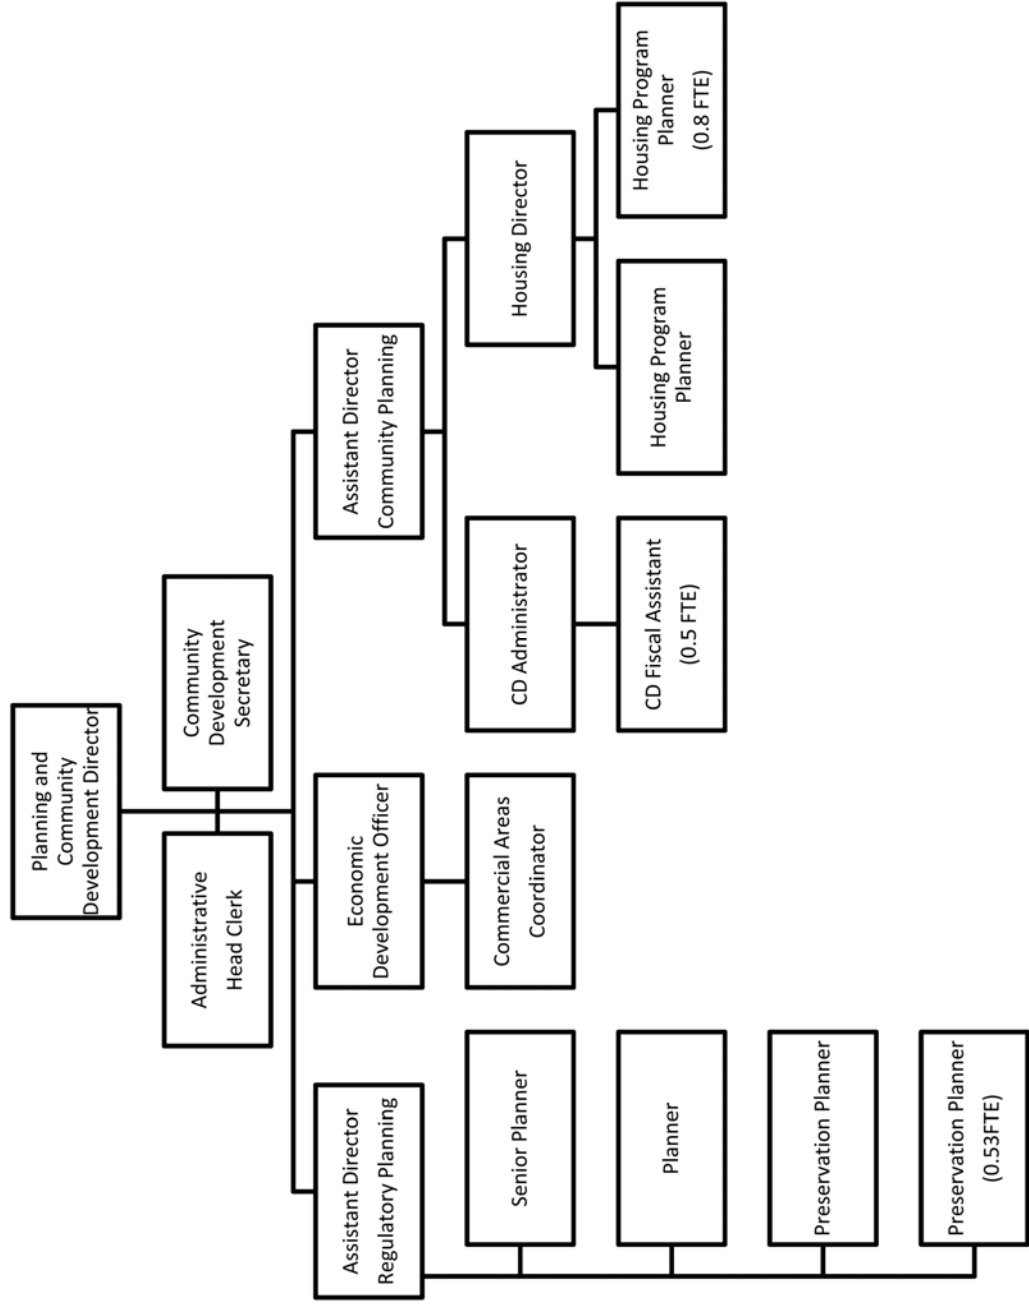 Planning and
Community
Development Director
Administrative
Head Clerk
Community
Development
Secretary
Assistant Director
Regulatory Planning
Economic
Development Officer
Assistant Director
Community Planning
Senior Planner
Commercial Areas
Coordinator
CD Administrator
Housing Director
Planner
CD Fiscal Assistant
(0.5 FTE)
Housing Program
Planner
Housing Program
Planner
(0.8 FTE)
Preservation Planner
Preservation Planner
(0.53FTE)